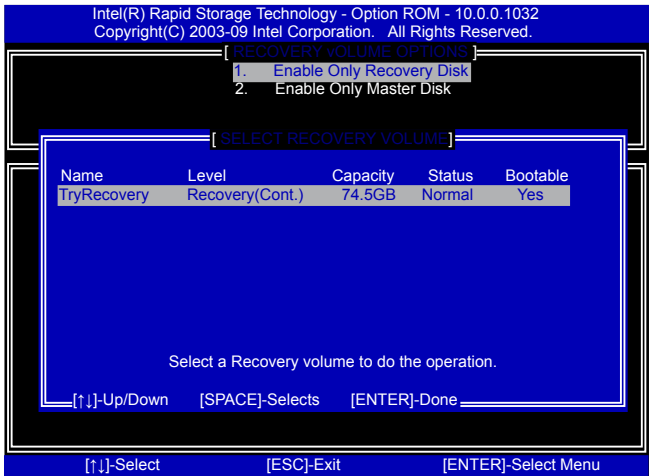 Intel(R) Rapid Storage Technology - Option ROM - 10.0.0.1032
Copyright(C) 2003-09 Intel Corporation. All Rights Reserved.
[ RECOVERY vOLUME OPTIONS ]
1. Enable Only Recovery Disk
2. Enable Only Master Disk
[ SELECT RECOVERY VOLUME]
Name Level Capacity Status Bootable
TryRecovery Recovery(Cont.) 74.5GB Normal Yes
Select a Recovery volume to do the operation.
[↑↓]-Up/Down [SPACE]-Selects [ENTER]-Done
[↑↓]-Select [ESC]-Exit [ENTER]-Select Menu